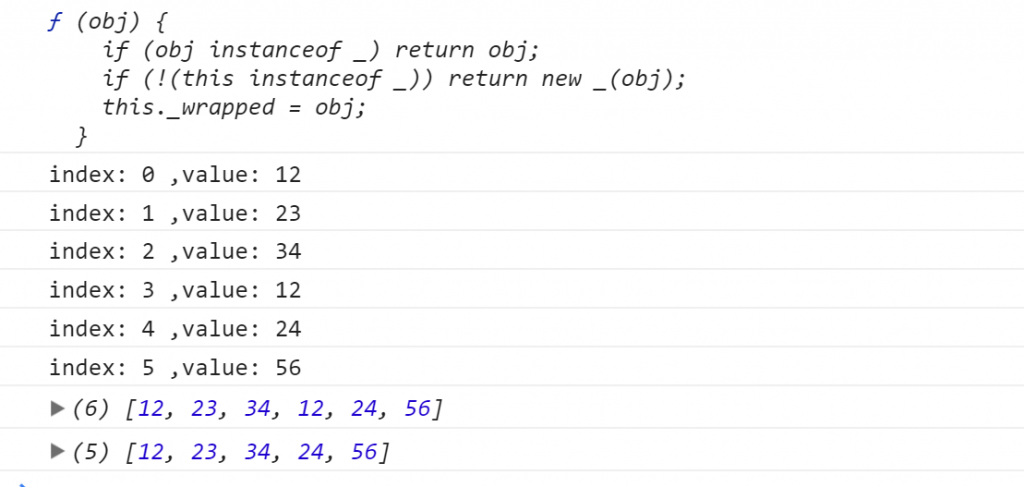 ƒ (obj) {
if (obj instanceof _) return obj;
if (!(this instanceof _)) return new _(obj);
this._wrapped = obj;
}
index: 0 ,value: 12
index: 1 ,value: 23
index: 2 ,value: 34
index: 3 ,value: 12
index: 4 ,value: 24
index: 5 ,value: 56
(6) [12, 23, 34, 12, 24, 56]
(5) [12, 23, 34, 24, 56]